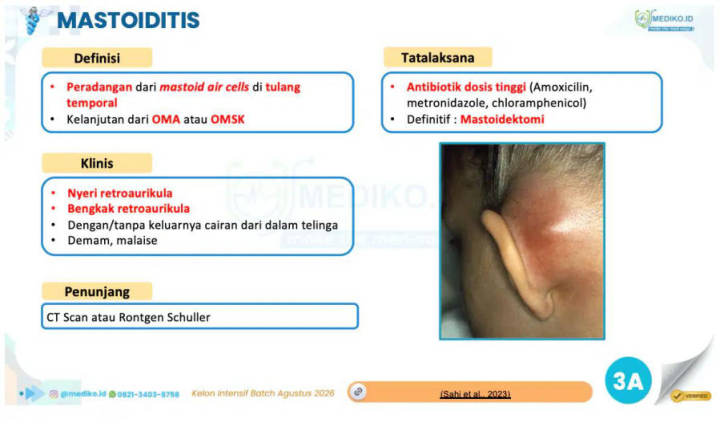 MASTOIDITIS
MEDIKO.ID
Definisi
• Peradangan dari mastoid air cells di tulang
temporal
• Kelanjutan dari OMA atau OMSK
Klinis
• Nyeri retroaurikula
• Bengkak retroaurikula
• Dengan/tanpa keluarnya cairan dari dalam telinga
• Demam, malaise
Penunjang
CT Scan atau Rontgen Schuller
Tatalaksana
• Antibiotik dosis tinggi (Amoxicilin,
metronidazole, chloramphenicol)
• Definitif : Mastoidektomi
MEDIKO.ID
@mediko.id 0821-3403-5758 Kelon Intensif Batch Agustus 2026
(Sahi et al., 2023)
3A
VERIFIED